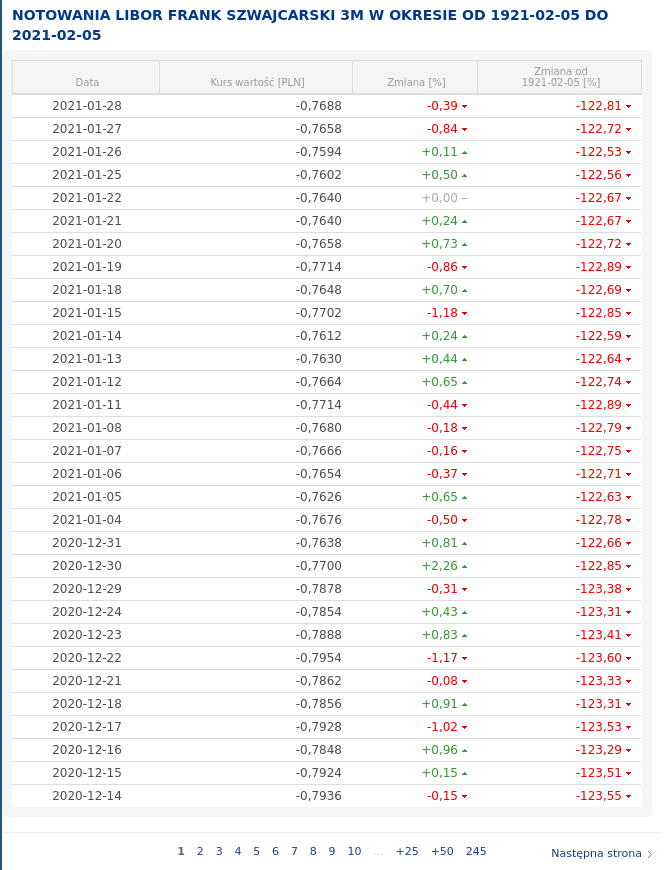 NOTOWANIA LIBOR FRANK SZWAJCARSKI 3M W OKRESIE OD 1921-02-05 DO
2021-02-05
Data Kurs wartość [PLN] Zmiana [%] Zmiana od
1921-02-05 [%]
2021-01-28 -0,7688 -0,39 -122,81
2021-01-27 -0,7658 -0,84 -122,72
2021-01-26 -0,7594 +0,11 -122,53
2021-01-25 -0,7602 +0,50 -122,56
2021-01-22 -0,7640 +0,00 – -122,67
2021-01-21 -0,7640 +0,24 -122,67
2021-01-20 -0,7658 +0,73 -122,72
2021-01-19 -0,7714 -0,86 -122,89
2021-01-18 -0,7648 +0,70 -122,69
2021-01-15 -0,7702 -1,18 -122,85
2021-01-14 -0,7612 +0,24 -122,59
2021-01-13 -0,7630 +0,44 -122,64
2021-01-12 -0,7664 +0,65 -122,74
2021-01-11 -0,7714 -0,44 -122,89
2021-01-08 -0,7680 -0,18 -122,79
2021-01-07 -0,7666 -0,16 -122,75
2021-01-06 -0,7654 -0,37 -122,71
2021-01-05 -0,7626 +0,65 -122,63
2021-01-04 -0,7676 -0,50 -122,78
2020-12-31 -0,7638 +0,81 -122,66
2020-12-30 -0,7700 +2,26 -122,85
2020-12-29 -0,7878 -0,31 -123,38
2020-12-24 -0,7854 +0,43 -123,31
2020-12-23 -0,7888 +0,83 -123,41
2020-12-22 -0,7954 -1,17 -123,60
2020-12-21 -0,7862 -0,08 -123,33
2020-12-18 -0,7856 +0,91 -123,31
2020-12-17 -0,7928 -1,02 -123,53
2020-12-16 -0,7848 +0,96 -123,29
2020-12-15 -0,7924 +0,15 -123,51
2020-12-14 -0,7936 -0,15 -123,55
1 2 3 4 5 6 7 8 9 10 ... +25 +50 245 Następna strona